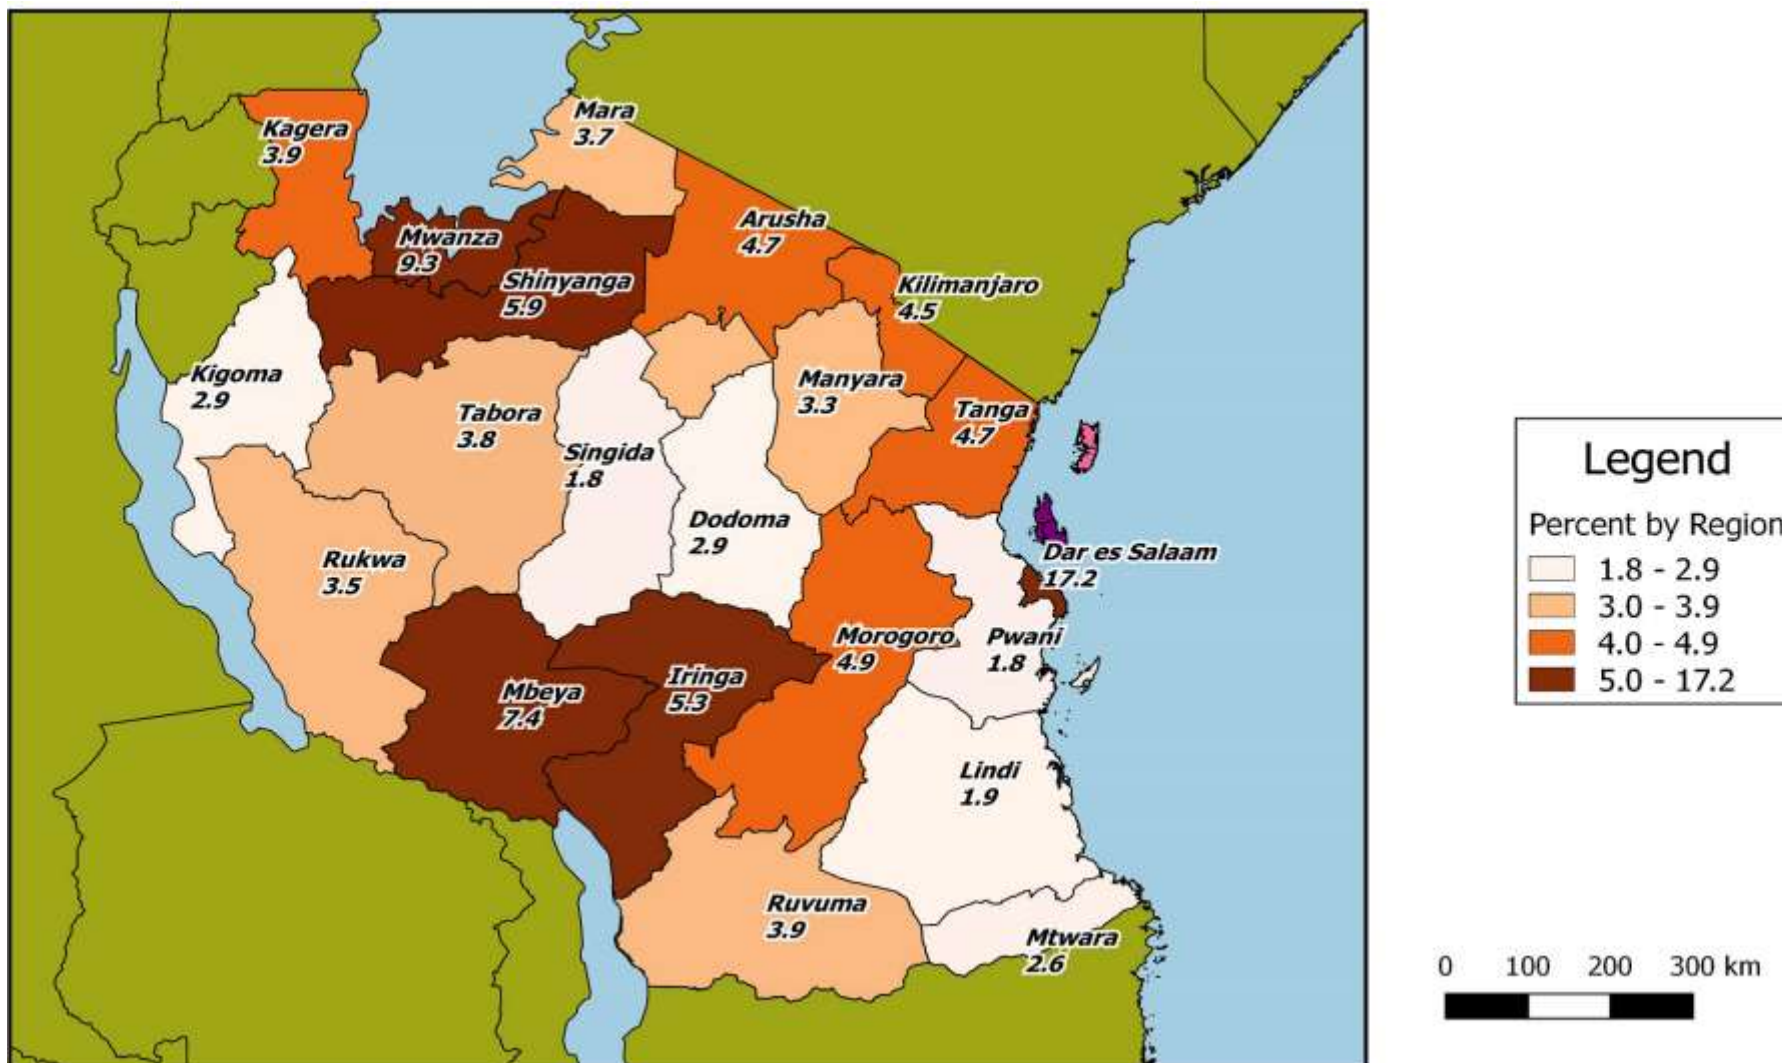 Mara
3.7
Kagera
3.9
Arusha
4.7
Mwanza
9.3
Shinyanga
5.9
Kilimanjaro
4.5
Kigoma
2.9
Manyara
3.3
Tabora
3.8
Tanga
4.7
Singida
1.8
Dodoma
2.9
Rukwa
3.5
Dar es Salaam
17.2
Morogoro
4.9
Pwani
1.8
Iringa
5.3
Mbeya
7.4
Lindi
1.9
Ruvuma
3.9
Mtwara
2.6
Legend
Percent by Region
1.8 - 2.9
3.0 - 3.9
4.0 - 4.9
5.0 - 17.2
0 100 200 300 km